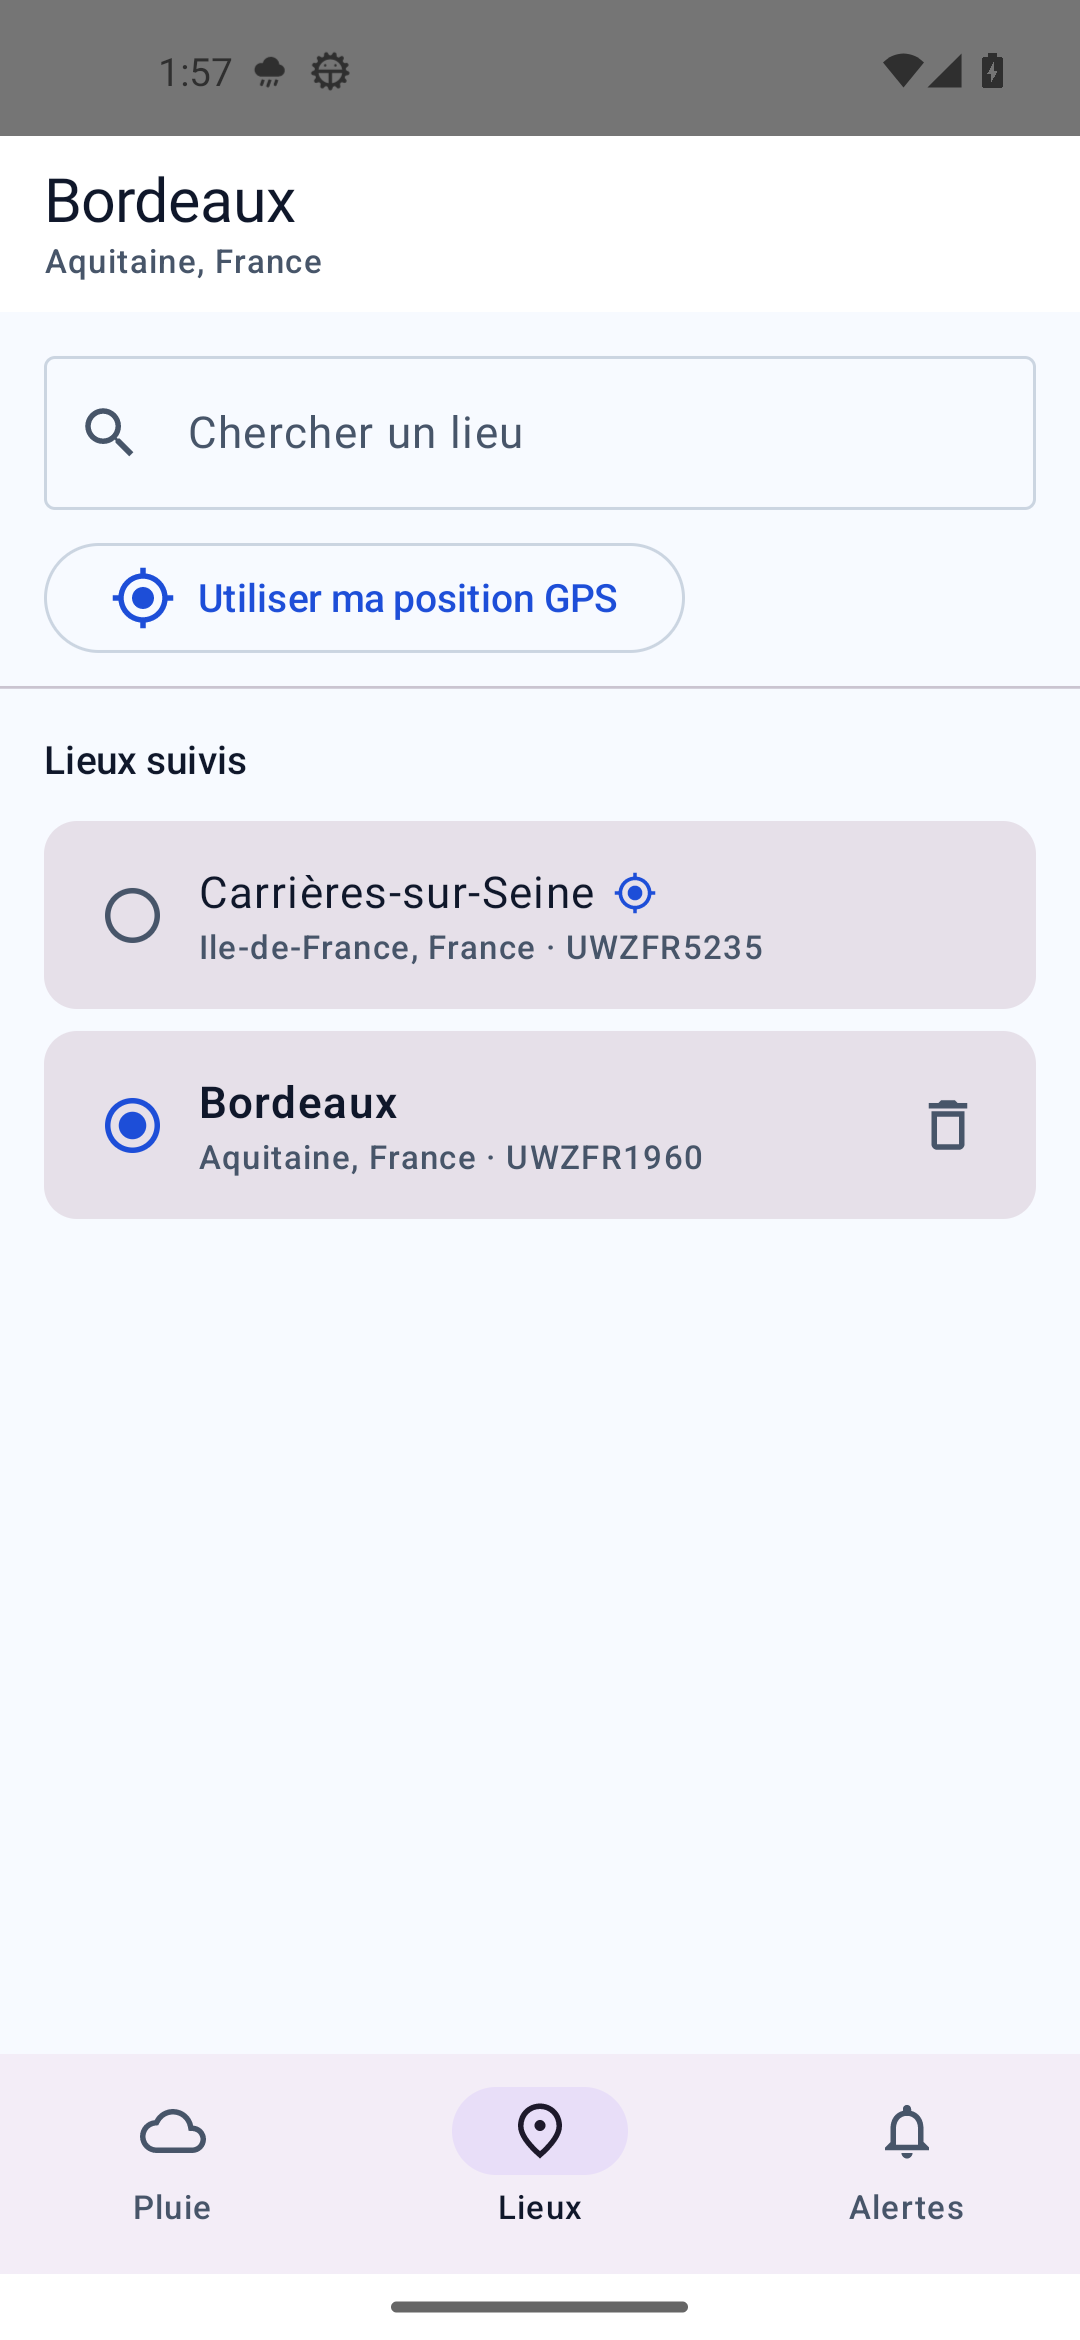 1:57
Bordeaux
Aquitaine, France
Chercher un lieu
Utiliser ma position GPS
Lieux suivis
Carrières-sur-Seine
Ile-de-France, France · UWZFR5235
Bordeaux
Aquitaine, France · UWZFR1960
Pluie
Lieux
Alertes